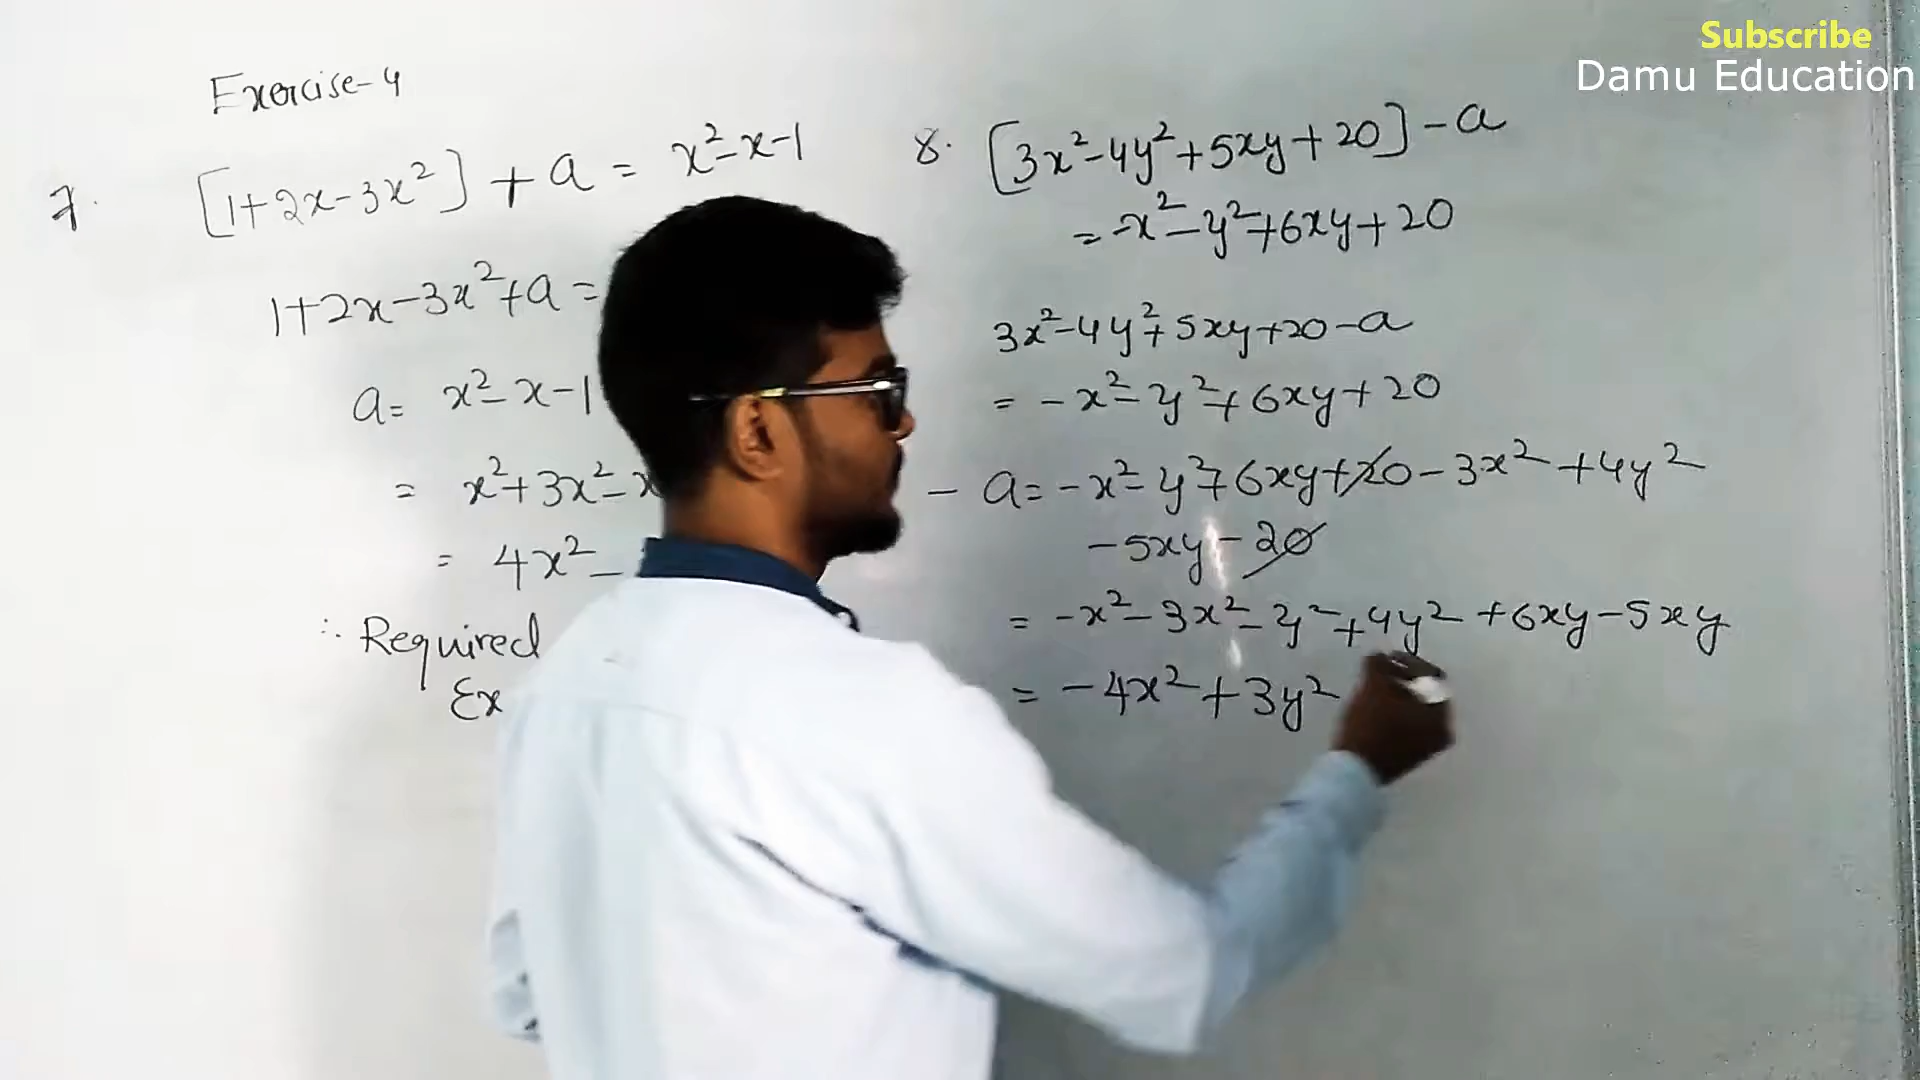 Subscribe
Damu Education
Exercise-4
7. [1+2x-3x²] + a = x²-x-1
1+2x-3x²+a =
a = x²-x-1
= x²+3x²-x
= 4x²-
∴ Required
Ex
8. [3x²-4y²+5xy+20]-a
= -x²-y²+6xy+20
3x²-4y²+5xy+20-a
= -x²-y²+6xy+20
-a = -x²-y²+6xy+20-3x²+4y²
-5xy-20
= -x²-3x²-y²+4y²+6xy-5xy
= -4x²+3y²